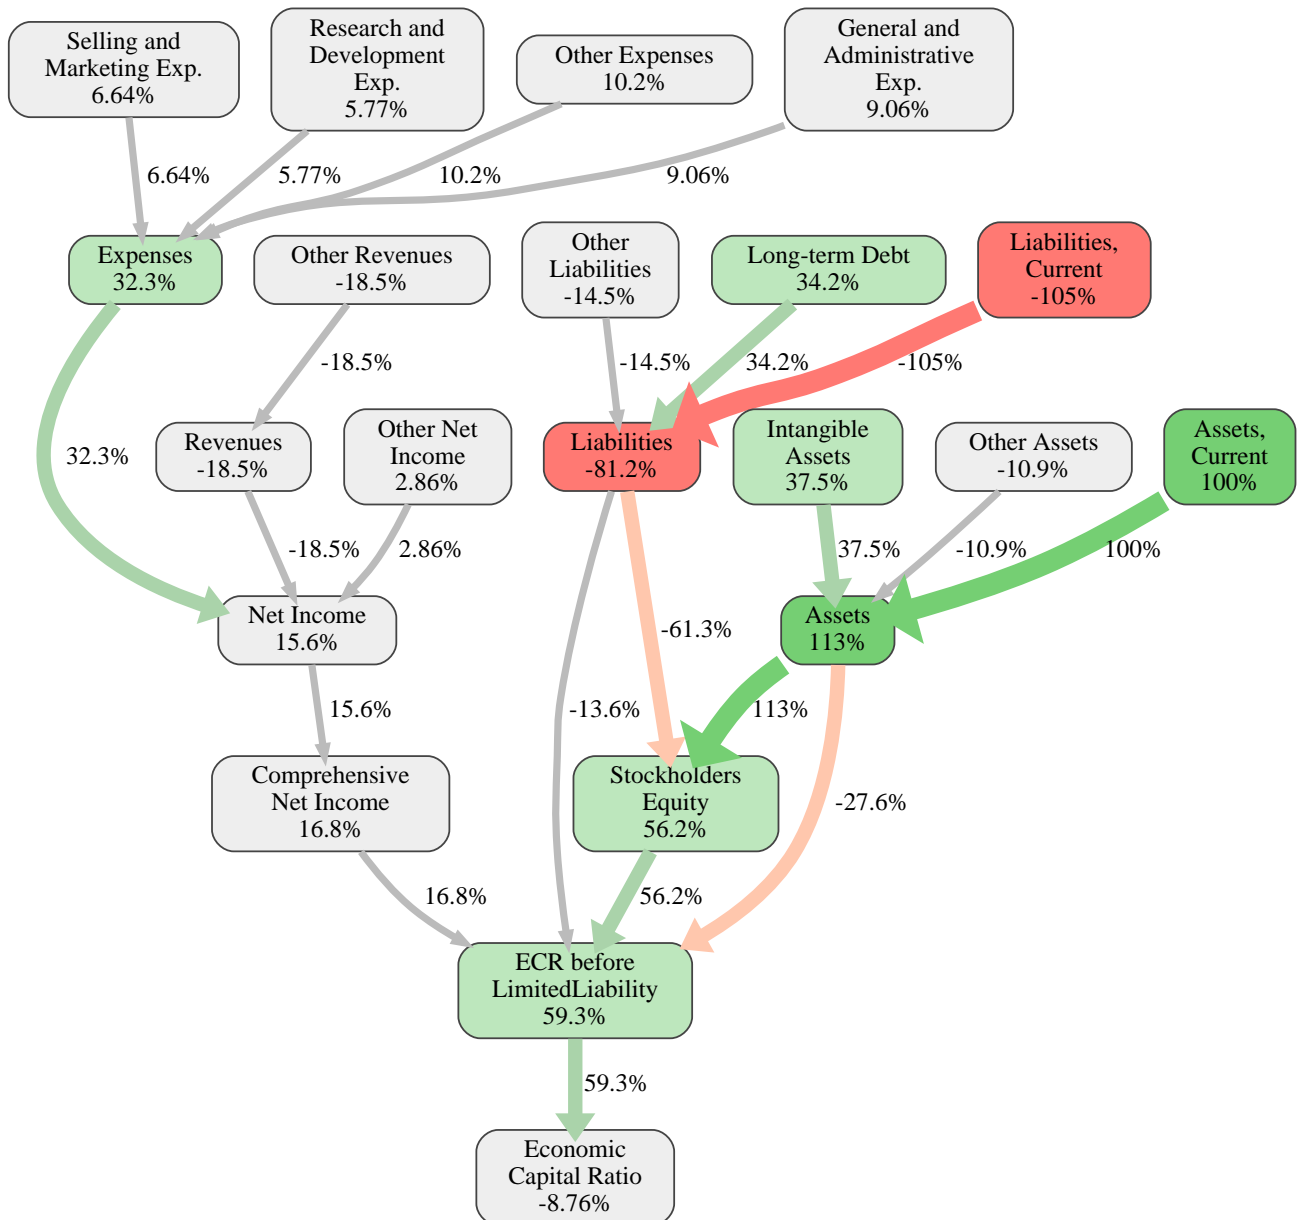 Selling and
Marketing Exp.
6.64%
Research and
Development
Exp.
5.77%
Other Expenses
10.2%
General and
Administrative
Exp.
9.06%
6.64%
5.77%
10.2%
9.06%
Expenses
32.3%
Other Revenues
-18.5%
Other
Liabilities
-14.5%
Long-term Debt
34.2%
Liabilities,
Current
-105%
-18.5%
-14.5%
34.2%
-105%
32.3%
Revenues
-18.5%
Other Net
Income
2.86%
Liabilities
-81.2%
Intangible
Assets
37.5%
Other Assets
-10.9%
Assets,
Current
100%
-18.5%
2.86%
37.5%
-10.9%
100%
Net Income
15.6%
-61.3%
Assets
113%
15.6%
-13.6%
113%
-27.6%
Comprehensive
Net Income
16.8%
Stockholders
Equity
56.2%
16.8%
56.2%
ECR before
LimitedLiability
59.3%
59.3%
Economic
Capital Ratio
-8.76%